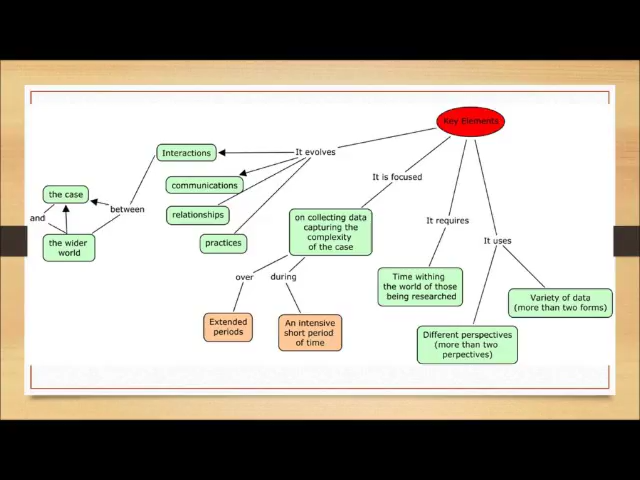 Key Elements
It evolves
Interactions
communications
relationships
practices
between
the case
and
the wider
world
It is focused
on collecting data
capturing the
complexity
of the case
over
during
Extended
periods
An intensive
short period
of time
It requires
Time withing
the world of those
being researched
It uses
Different perspectives
(more than two
perpectives)
Variety of data
(more than two forms)